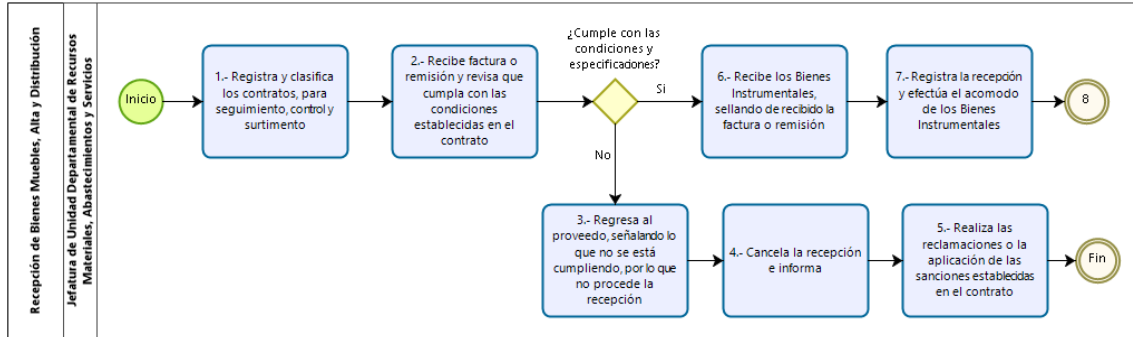 Recepción de Bienes Muebles, Alta y Distribución
Jefatura de Unidad Departamental de Recursos
Materiales, Abastecimientos y Servicios
Inicio
1.- Registra y clasifica
los contratos, para
seguimiento, control y
surtimento
2.- Recibe factura o
remisión y revisa que
cumpla con las
condiciones
establecidas en el
contrato
¿Cumple con las
condiciones y
especificaciones?
Si
No
6.- Recibe los Bienes
Instrumentales,
sellando de recibido la
factura o remisión
7.- Registra la recepción
y efectúa el acomodo
de los Bienes
Instrumentales
8
3.- Regresa al
proveedo, señalando lo
que no se está
cumpliendo, por lo que
no procede la
recepción
4.- Cancela la recepción
e informa
5.- Realiza las
reclamaciones o la
aplicación de las
sanciones establecidas
en el contrato
Fin